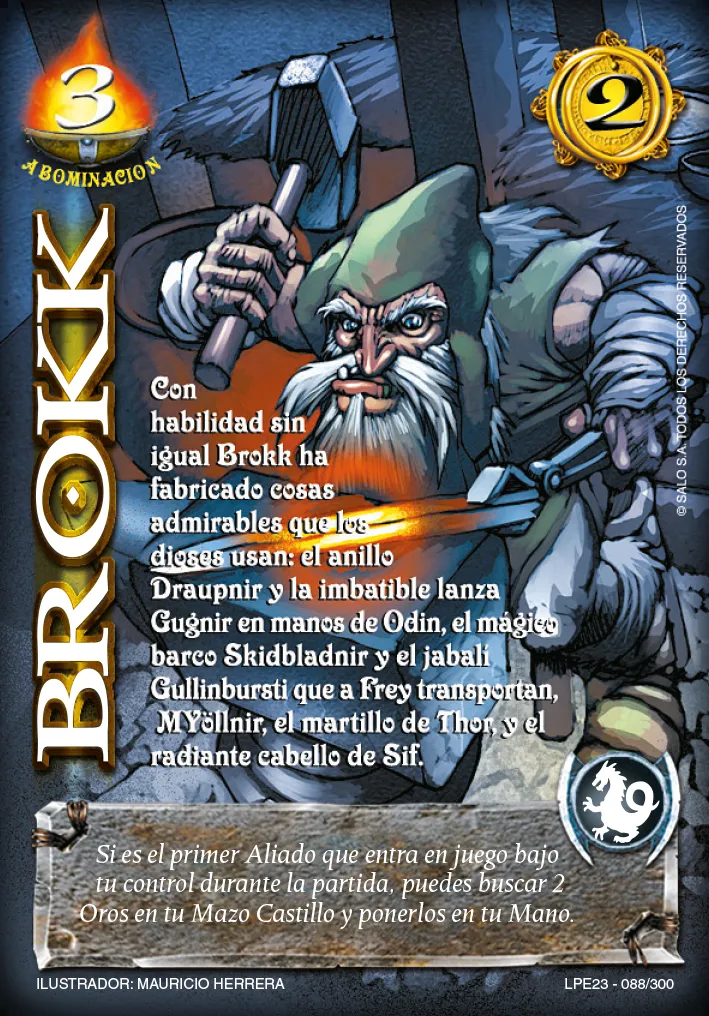 3
ABOMINACION
2
BROKK
© SALO S.A. TODOS LOS DERECHOS RESERVADOS
Con
habilidad sin
igual Brokk ha
fabricado cosas
admirables que los
dioses usan: el anillo
Draupnir y la imbatible lanza
Gugnir en manos de Odin, el mágico
barco Skidbladnir y el jabalí
Gullinbursti que a Frey transportan,
MYöllnir, el martillo de Thor, y el
radiante cabello de Sif.
Si es el primer Aliado que entra en juego bajo
tu control durante la partida, puedes buscar 2
Oros en tu Mazo Castillo y ponerlos en tu Mano.
ILUSTRADOR: MAURICIO HERRERA
LPE23 - 088/300